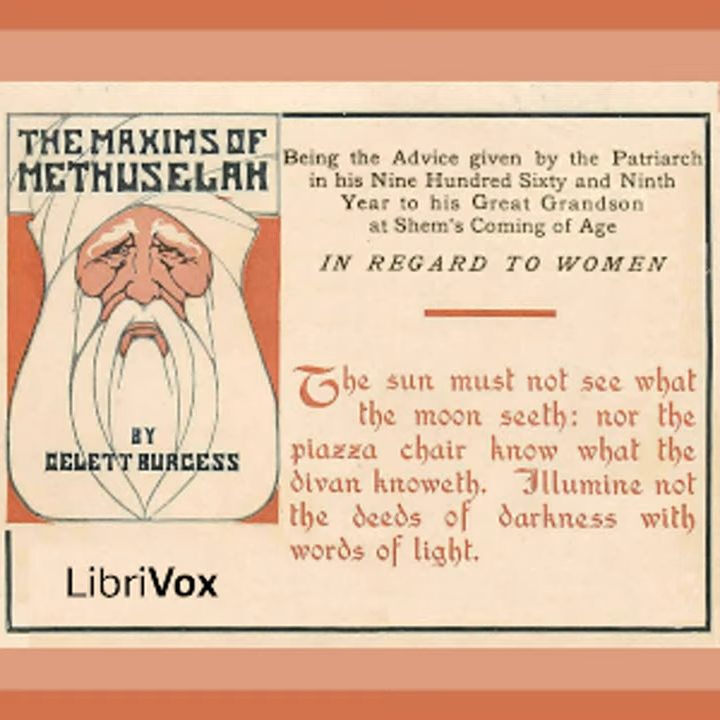 THE MAXIMS OF
METHUSELAH
BY
GELETT BURGESS
LibriVox
Being the Advice given by the Patriarch
in his Nine Hundred Sixty and Ninth
Year to his Great Grandson
at Shem's Coming of Age
IN REGARD TO WOMEN
The sun must not see what
the moon seeth: nor the
piazza chair know what the
divan knoweth. Illumine not
the deeds of darkness with
words of light.